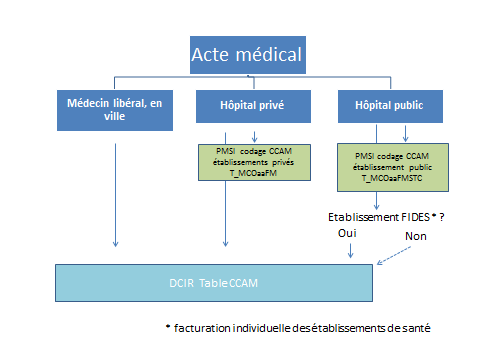 Acte médical
Médecin libéral, en
ville
Hôpital privé
Hôpital public
PMSI codage CCAM
établissements privés
T_MCOaaFM
PMSI codage CCAM
établissement public
T_MCOaaFMSTC
Etablissement FIDES* ?
Oui
Non
DCIR TableCCAM
* facturation individuelle des établissements de santé